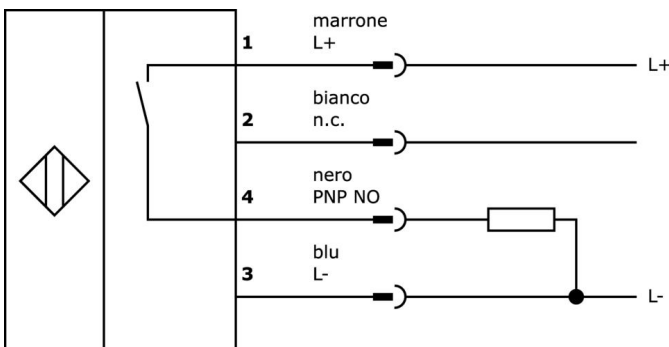 marrone
1 L+
L+
bianco
2 n.c.
nero
4 PNP NO
blu
3 L-
L-